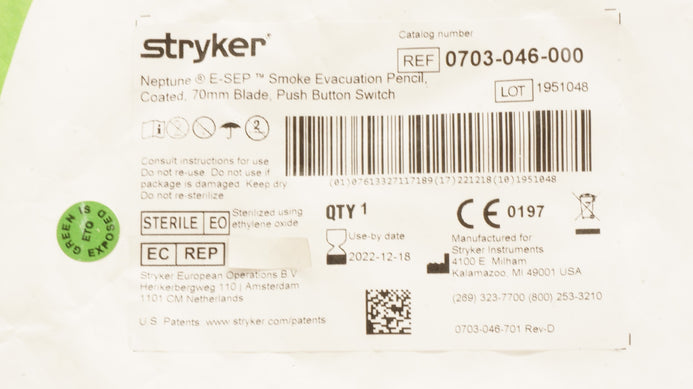 stryker®
Catalog number
REF 0703-046-000
Neptune ® E-SEP ™ Smoke Evacuation Pencil,
Coated, 70mm Blade, Push Button Switch
LOT 1951048
2
Consult instructions for use
Do not re-use. Do not use if
package is damaged. Keep dry
Do not re-sterilize
(01)07613327117189(17)221218(10)1951048
STERILE EO
Sterilized using
ethylene oxide
QTY 1
CE 0197
EC REP
Use-by date
2022-12-18
Manufactured for
Stryker Instruments
4100 E. Milham
Kalamazoo, MI 49001 USA
Stryker European Operations B.V
Herikerbergweg 110 | Amsterdam
1101 CM Netherlands
(269) 323-7700 (800) 253-3210
U.S. Patents: www.stryker.com/patents
0703-046-701 Rev-D
GREEN IS
ETO
EXPOSED